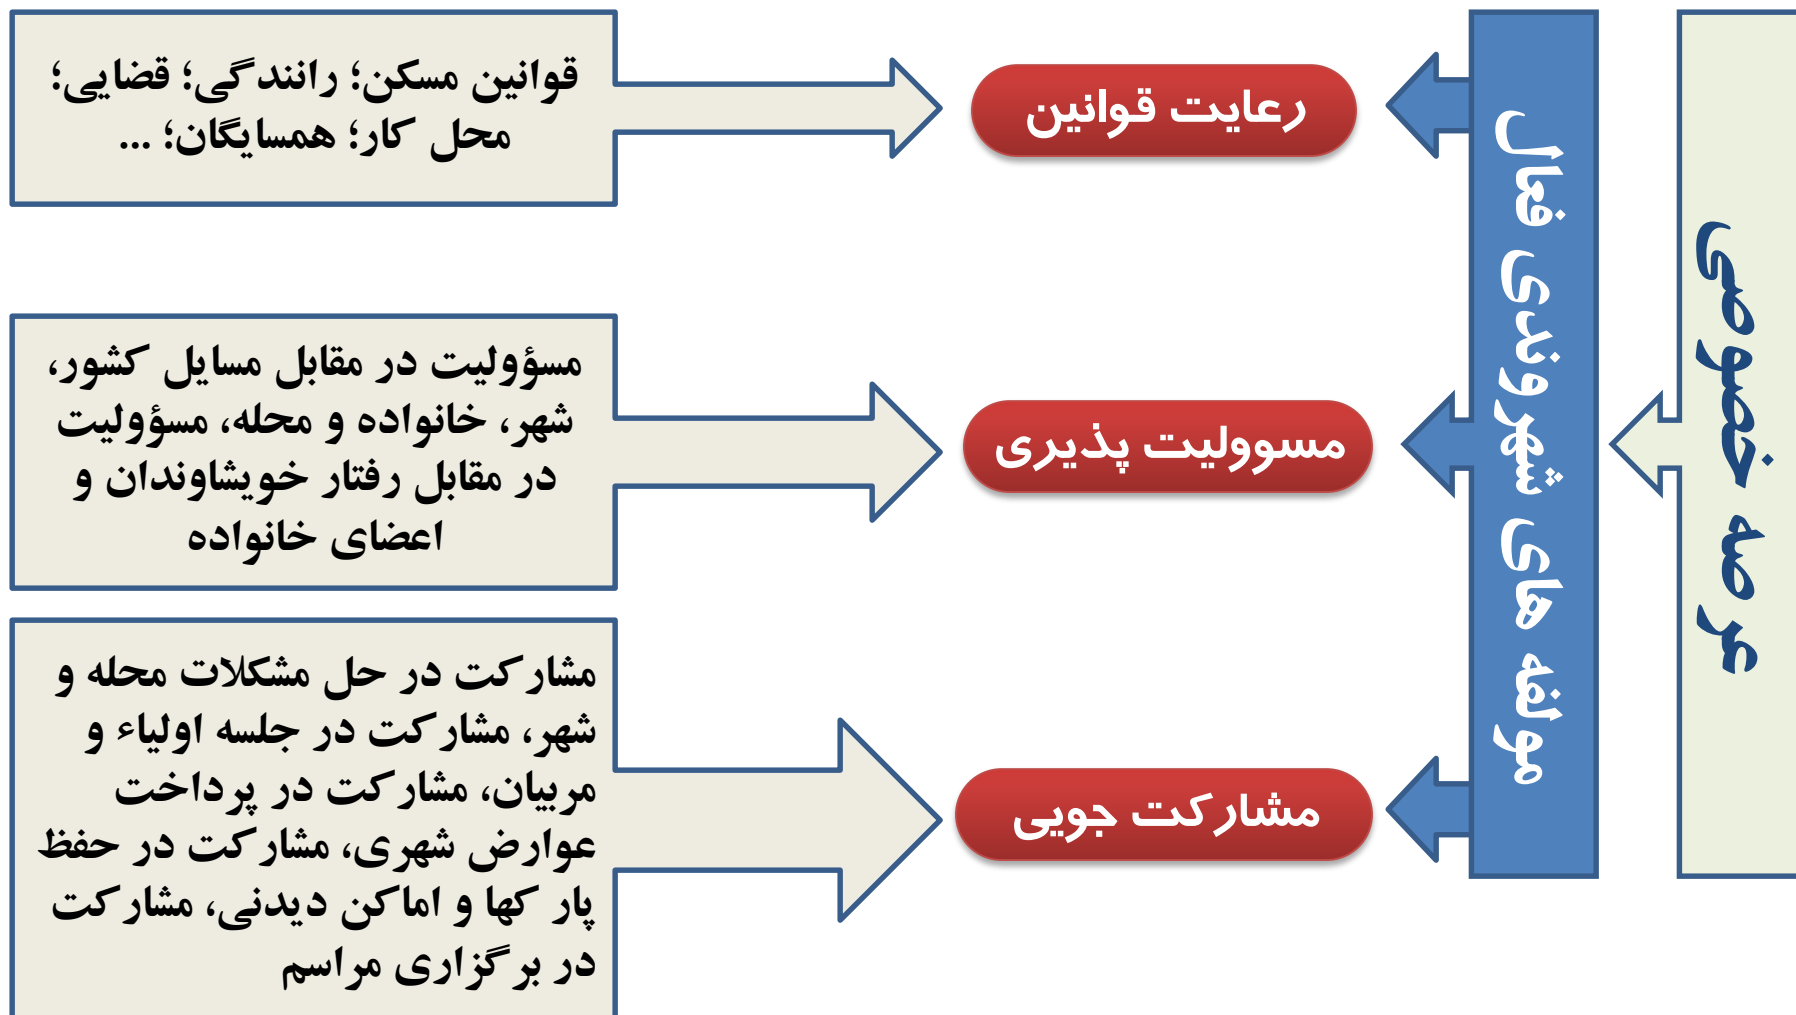 عرصه خصوصی
مولفه های شهروندی فعال
رعایت قوانین
قوانین مسکن؛ رانندگی؛ قضایی؛
محل کار؛ همسایگان؛ ...
مسوولیت پذیری
مسؤولیت در مقابل مسایل کشور،
شهر، خانواده و محله، مسؤولیت
در مقابل رفتار خویشاوندان و
اعضای خانواده
مشارکت جویی
مشارکت در حل مشکلات محله و
شهر، مشارکت در جلسه اولیاء و
مربیان، مشارکت در پرداخت
عوارض شهری، مشارکت در حفظ
پارکها و اماکن دیدنی، مشارکت
در برگزاری مراسم